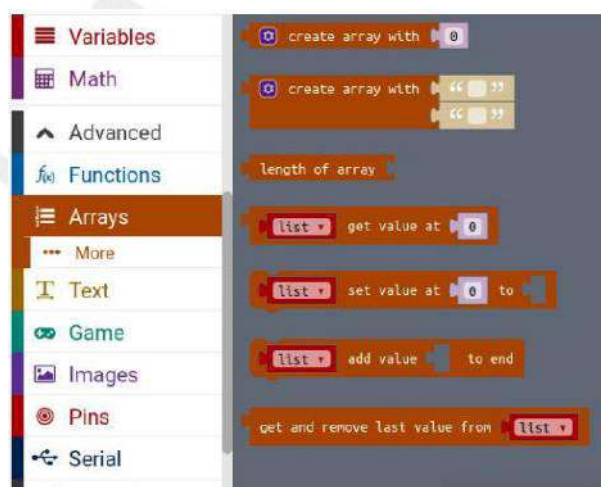 Variables
Math
Advanced
f(x) Functions
Arrays
More
Text
Game
Images
Pins
Serial
create array with 0
create array with “ ”
“ ”
length of array
list get value at 0
list set value at 0 to
list add value to end
get and remove last value from list